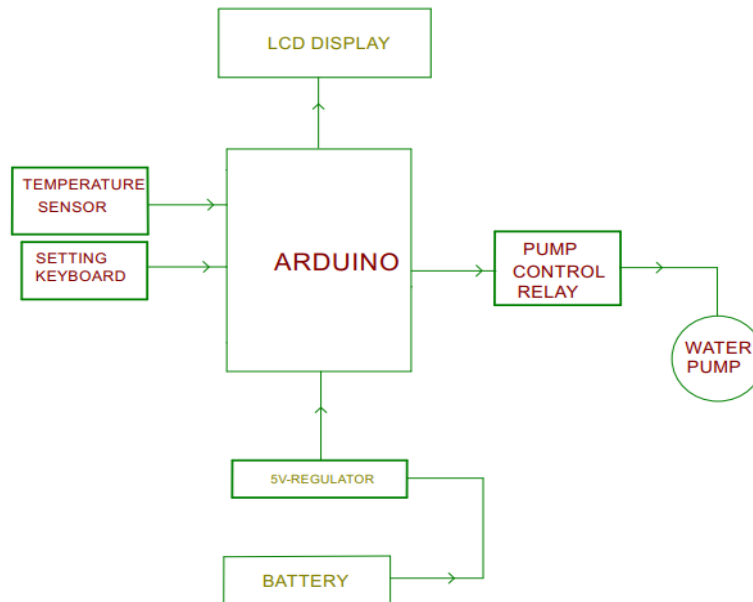 LCD DISPLAY
TEMPERATURE
SENSOR
SETTING
KEYBOARD
ARDUINO
PUMP
CONTROL
RELAY
WATER
PUMP
5V-REGULATOR
BATTERY